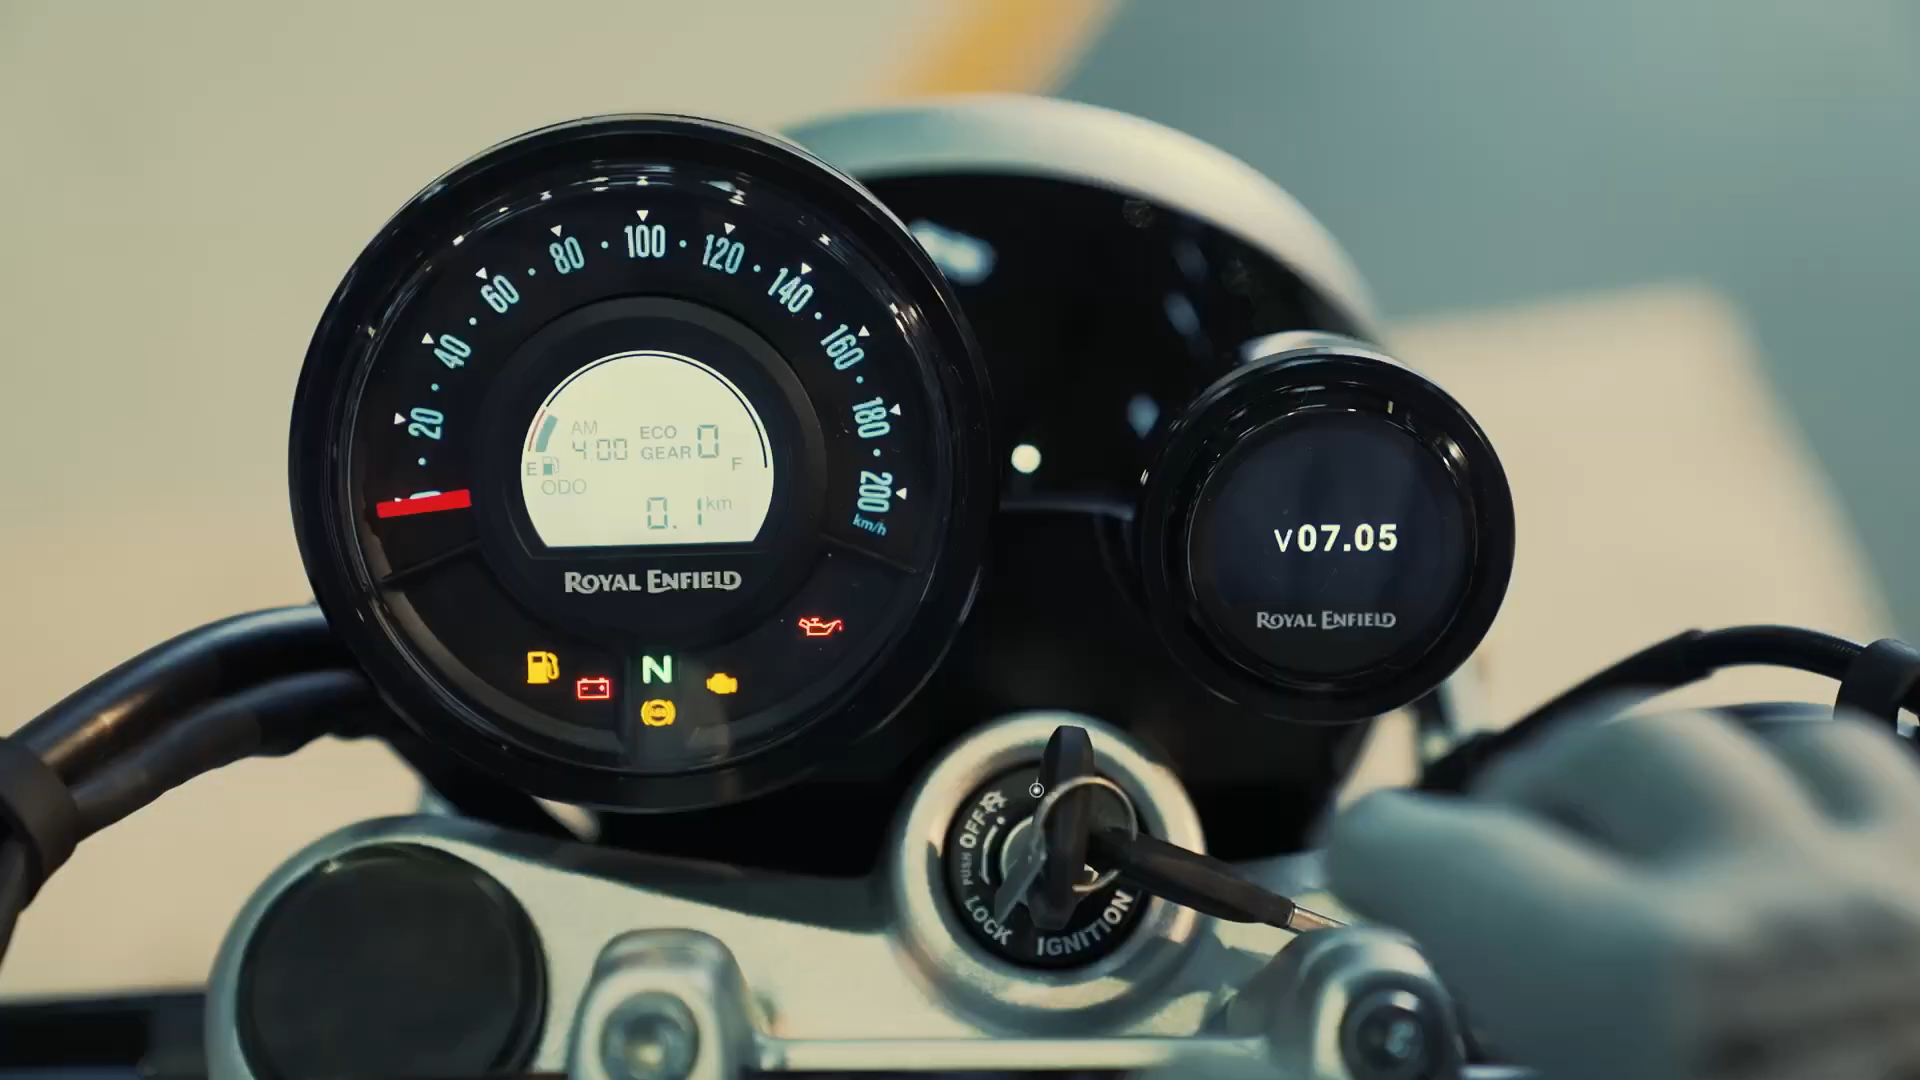 20
40
60
80
100
120
140
160
180
200
km/h
AM
4:00
ECO
GEAR 0
E
F
ODO
0.1 km
ROYAL ENFIELD
N
V07.05
ROYAL ENFIELD
OFF
PUSH
LOCK
IGNITION